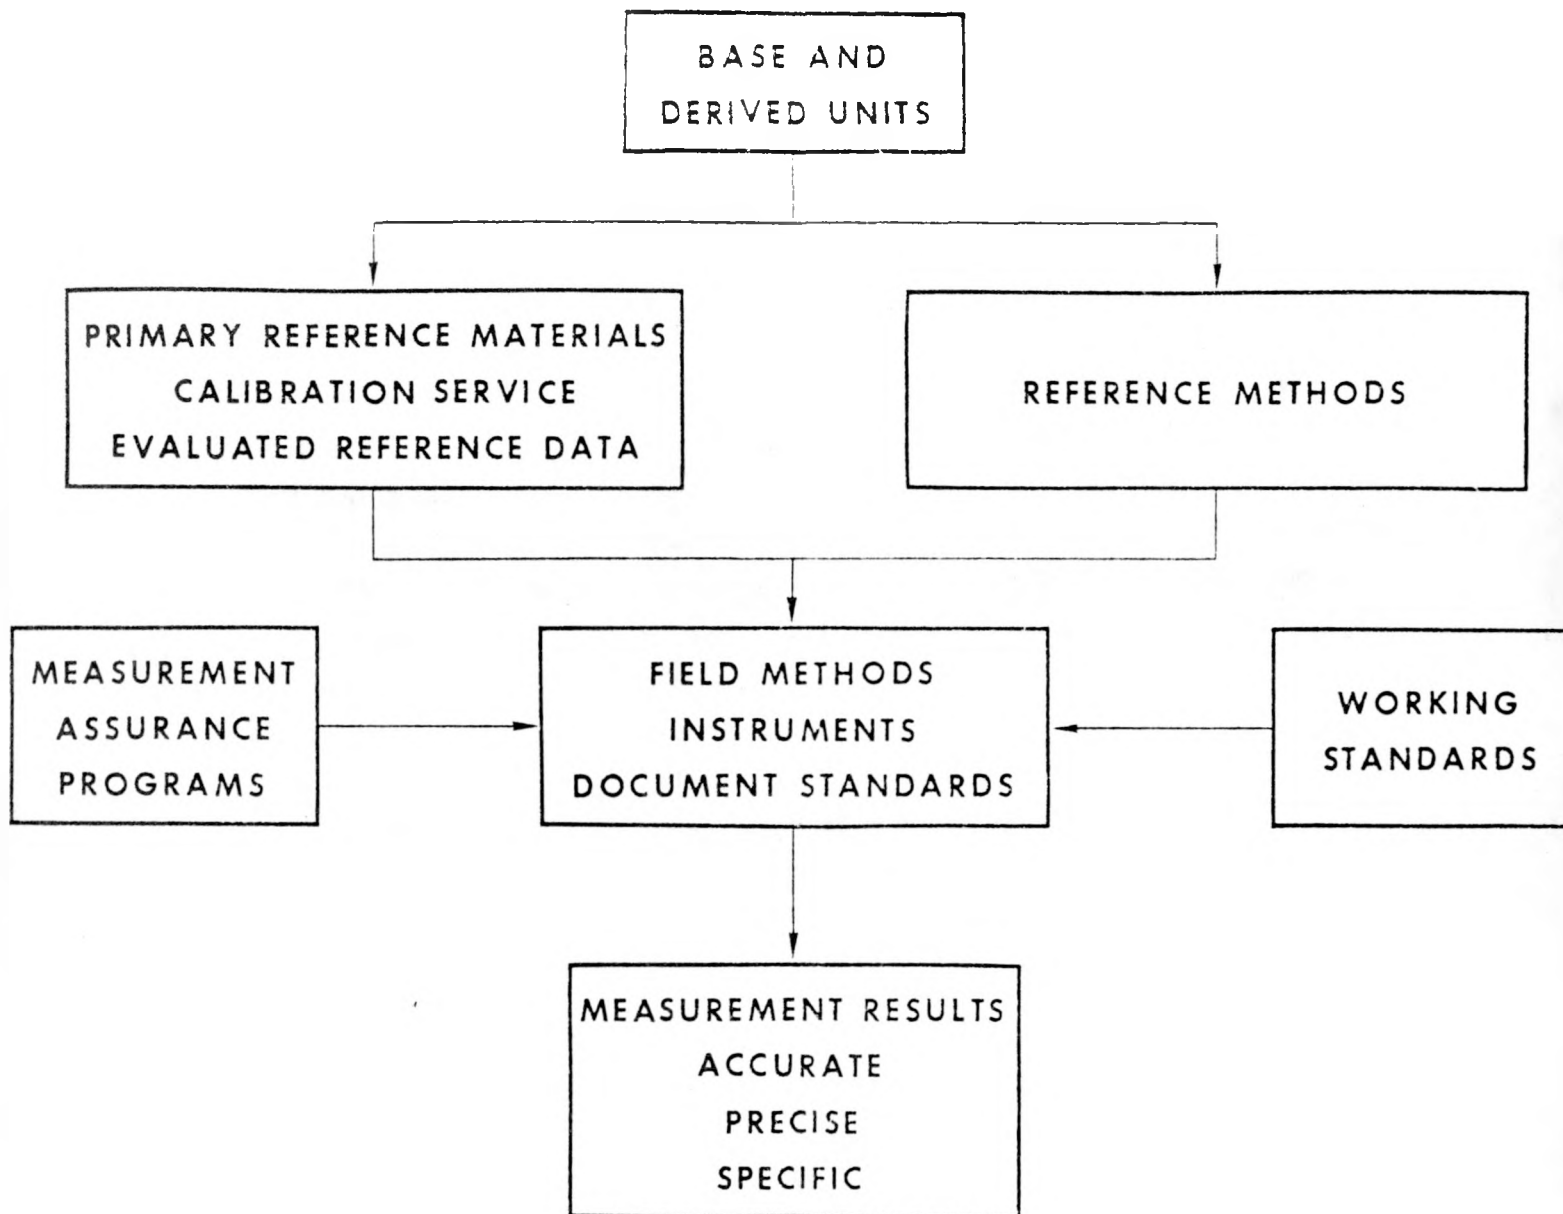 BASE AND
DERIVED UNITS
PRIMARY REFERENCE MATERIALS
CALIBRATION SERVICE
EVALUATED REFERENCE DATA
REFERENCE METHODS
MEASUREMENT
ASSURANCE
PROGRAMS
FIELD METHODS
INSTRUMENTS
DOCUMENT STANDARDS
WORKING
STANDARDS
MEASUREMENT RESULTS
ACCURATE
PRECISE
SPECIFIC